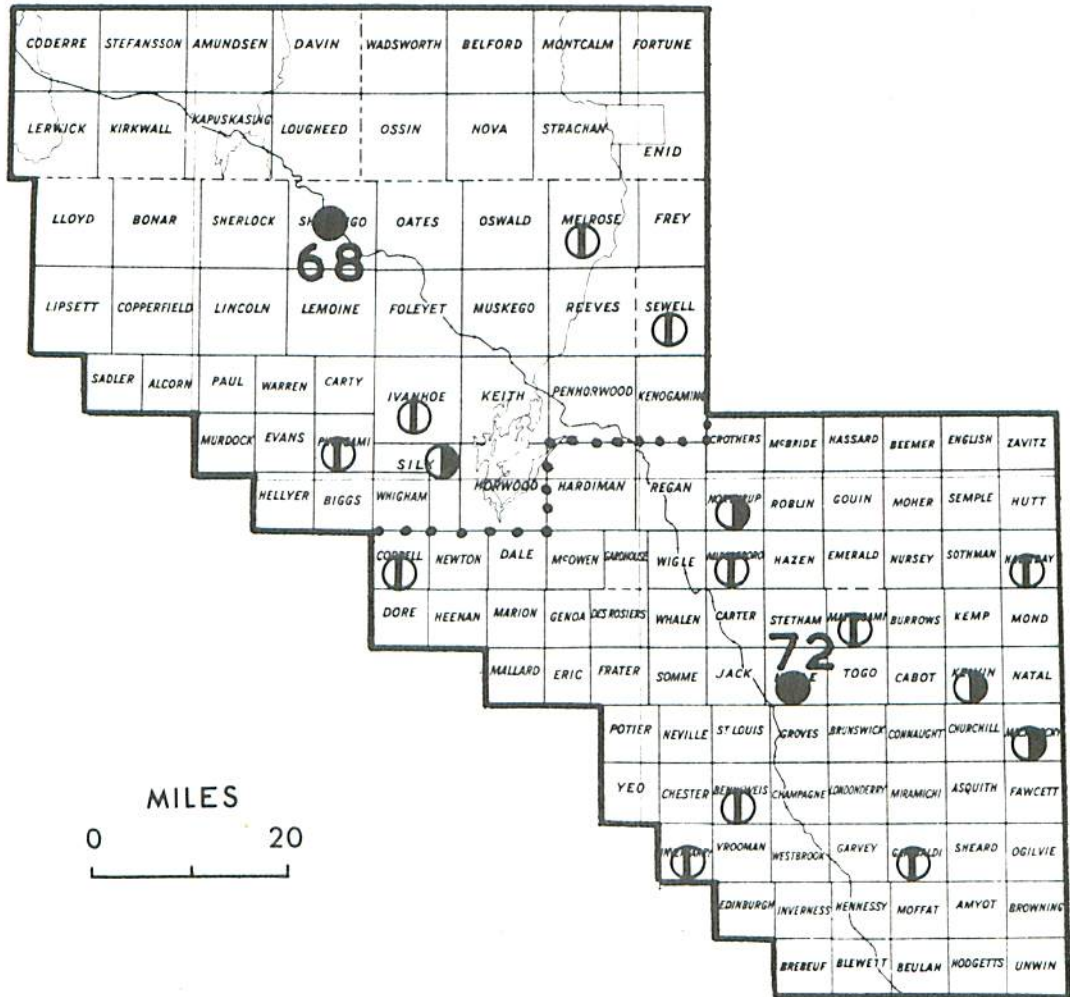 CODERRE STEFANSSON AMUNDSEN DAVIN WADSWORTH BELFORD MONTCALM FORTUNE
LERWICK KIRKWALL KAPUSKASING LOUGHEED OSSIN NOVA STRACHAN ENID
LLOYD BONAR SHERLOCK OATES OSWALD MELROSE FREY
68
LIPSETT COPPERFIELD LINCOLN LEMOINE FOLEYET MUSKEGO REEVES SEWELL
SADLER ALCORN PAUL WARREN CARTY IVANHOE KEITH PENHORWOOD KENOGAMING
MURDOCK EVANS SILK CROTHERS McBRIDE HASSARD BEEMER ENGLISH ZAVITZ
HELLYER BIGGS WHIGHAM HORWOOD HARDIMAN REGAN ROBLIN GOUIN MOHER SEMPLE HUTT
NEWTON DALE McOWEN WIGLE HAZEN EMERALD NURSEY SOTHMAN
DORE HEENAN MARION GENOA DES ROSIERS WHALEN CARTER STETHAM BURROWS KEMP MOND
72
MALLARD ERIC FRATER SOMME JACK TOGO CABOT NATAL
POTIER NEVILLE ST LOUIS GROVES BRUNSWICK CONNAUGHT CHURCHILL
YEO CHESTER CHAMPAGNE LONDONDERRY MIRAMICHI ASQUITH FAWCETT
VROOMAN WESTBROOK GARVEY SHEARD OGILVIE
EDINBURGH INVERNESS HENNESSY MOFFAT AMYOT BROWNING
BREBEUF BLEWETT BEULAH HODGETTS UNWIN
MILES
0 20